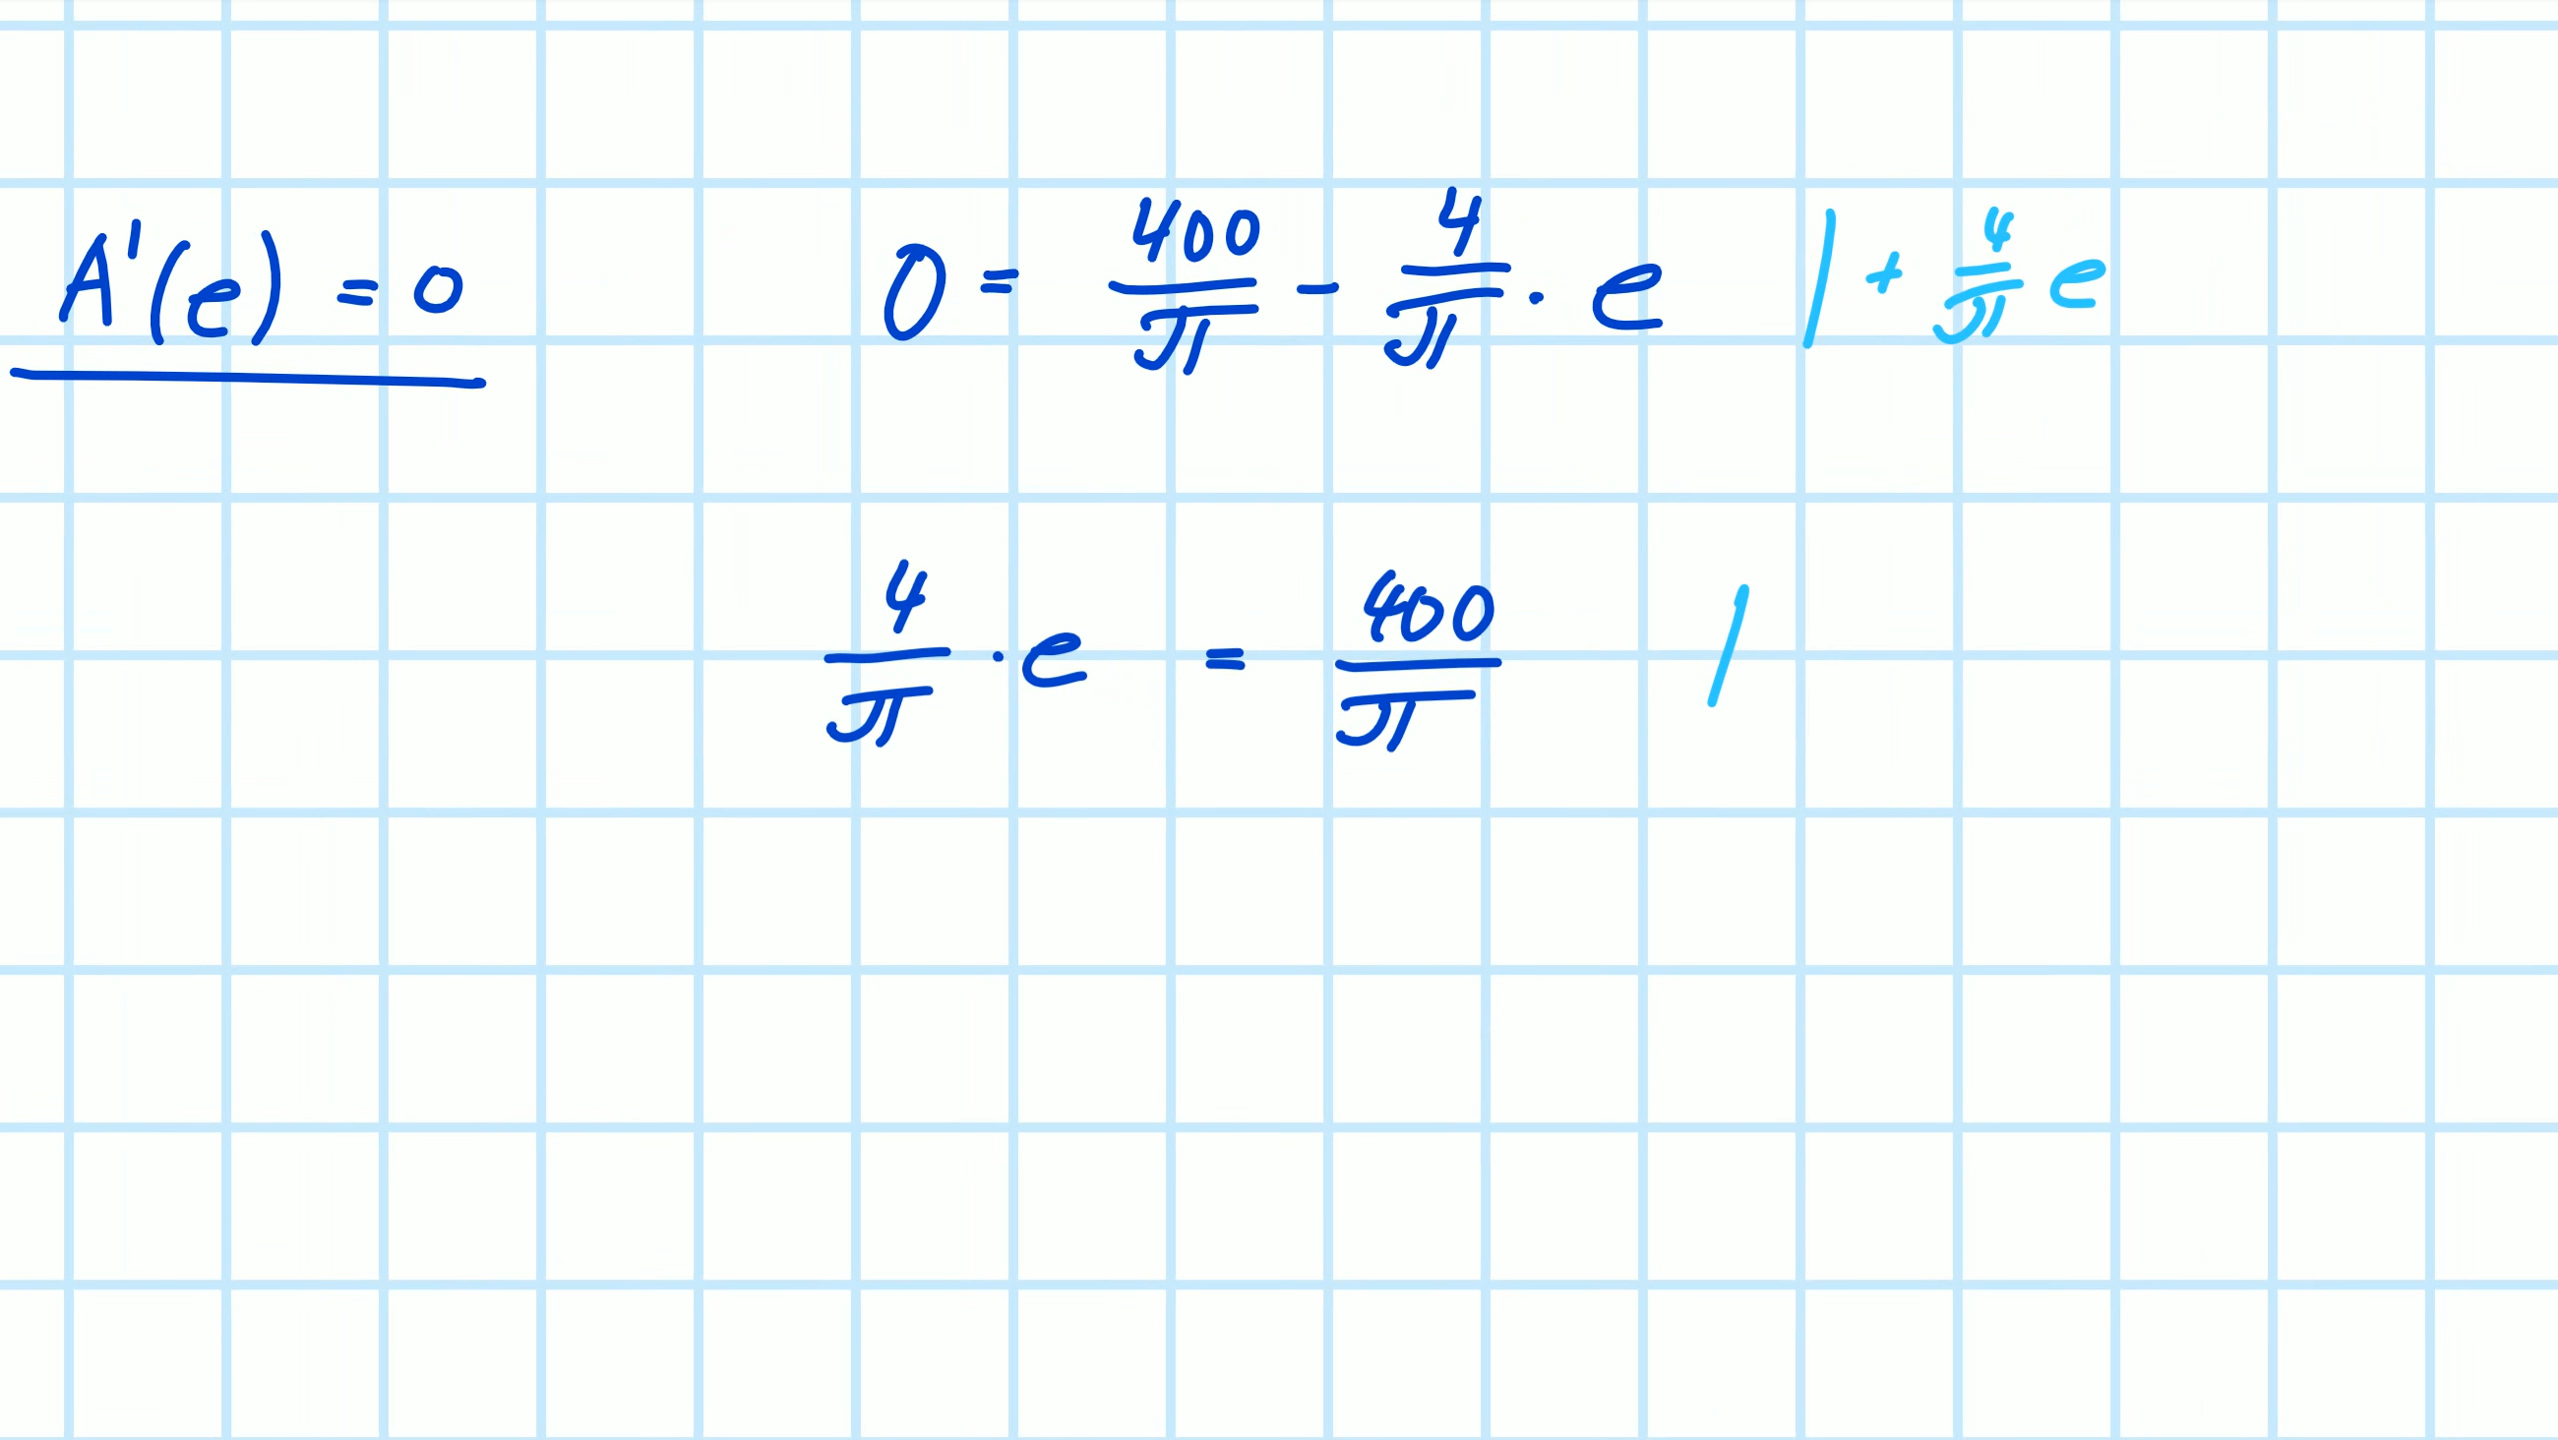 A'(e) = 0
0 = 400/π - 4/π · e | + 4/π e
4/π · e = 400/π |